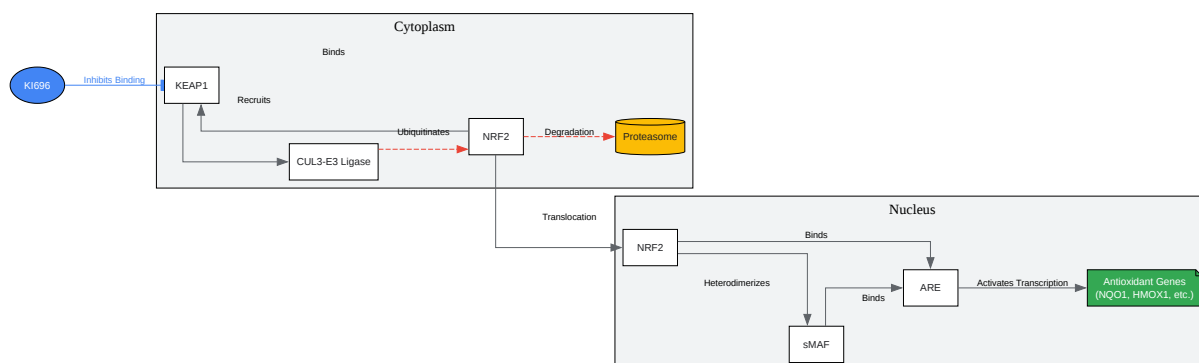 Cytoplasm
Binds
KI696
Inhibits Binding
KEAP1
Recruits
Ubiquitinates
NRF2
Degradation
Proteasome
CUL3-E3 Ligase
Translocation
Nucleus
NRF2
Binds
Heterodimerizes
Binds
ARE
Activates Transcription
Antioxidant Genes
(NQO1, HMOX1, etc.)
sMAF